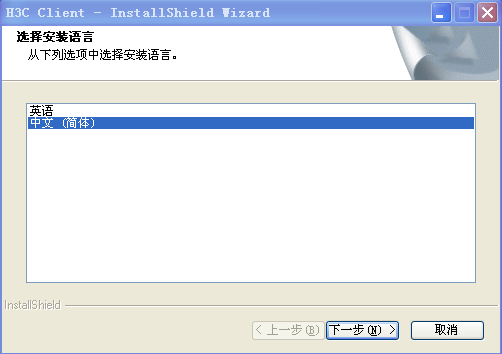 H3C Client - InstallShield Wizard
选择安装语言
从下列选项中选择安装语言。
英语
中文 (简体)
InstallShield
< 上一步(B) 下一步(N) > 取消